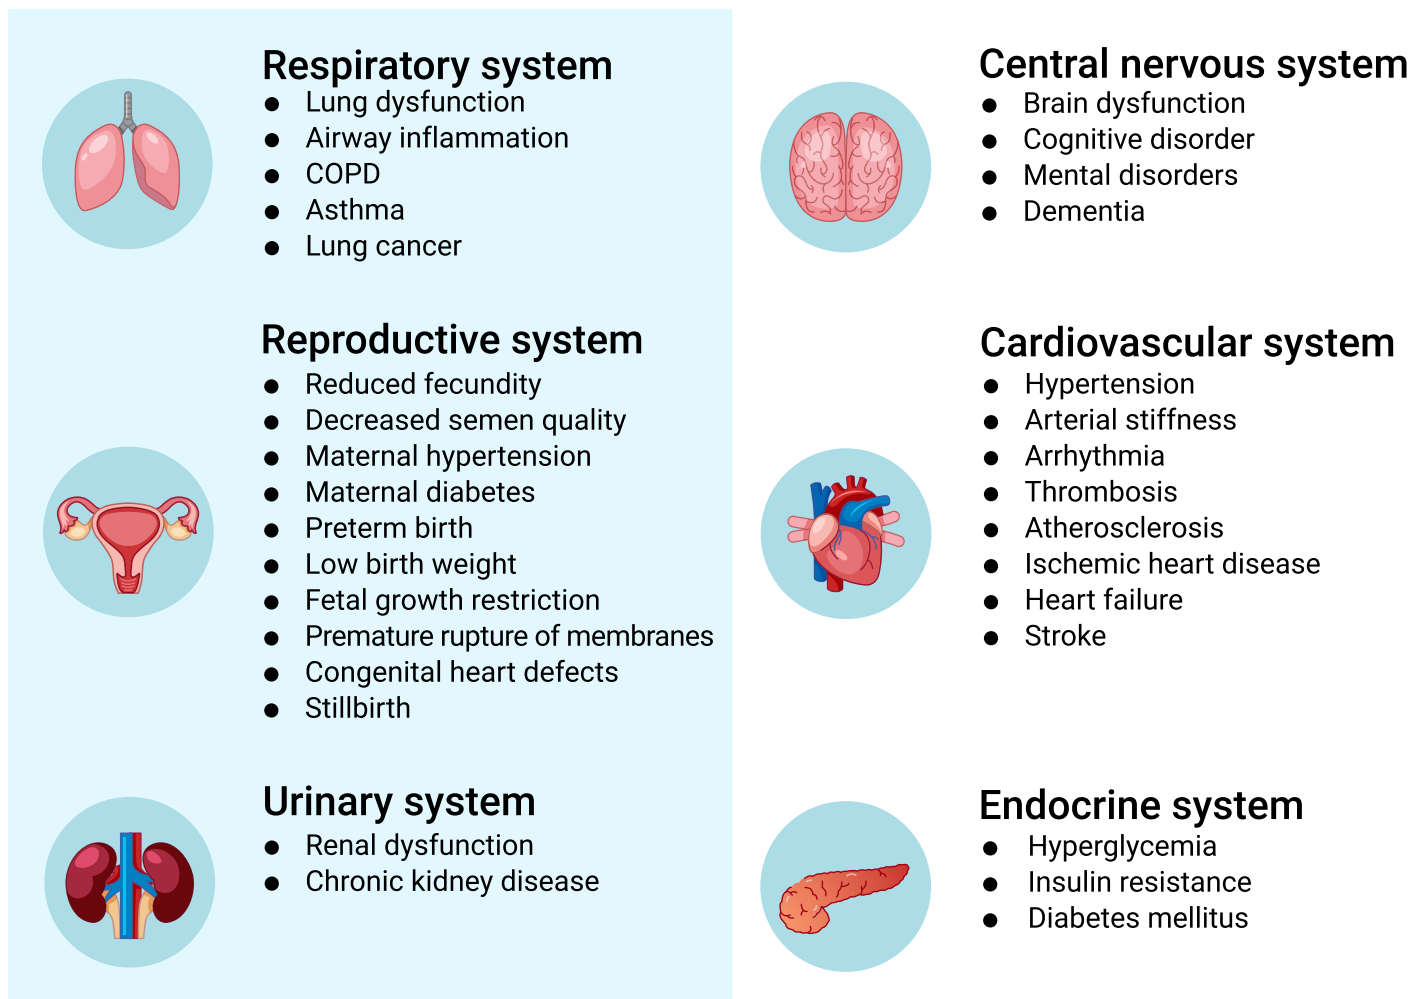 Respiratory system
Lung dysfunction
Airway inflammation
COPD
Asthma
Lung cancer
Reproductive system
Reduced fecundity
Decreased semen quality
Maternal hypertension
Maternal diabetes
Preterm birth
Low birth weight
Fetal growth restriction
Premature rupture of membranes
Congenital heart defects
Stillbirth
Urinary system
Renal dysfunction
Chronic kidney disease
Central nervous system
Brain dysfunction
Cognitive disorder
Mental disorders
Dementia
Cardiovascular system
Hypertension
Arterial stiffness
Arrhythmia
Thrombosis
Atherosclerosis
Ischemic heart disease
Heart failure
Stroke
Endocrine system
Hyperglycemia
Insulin resistance
Diabetes mellitus